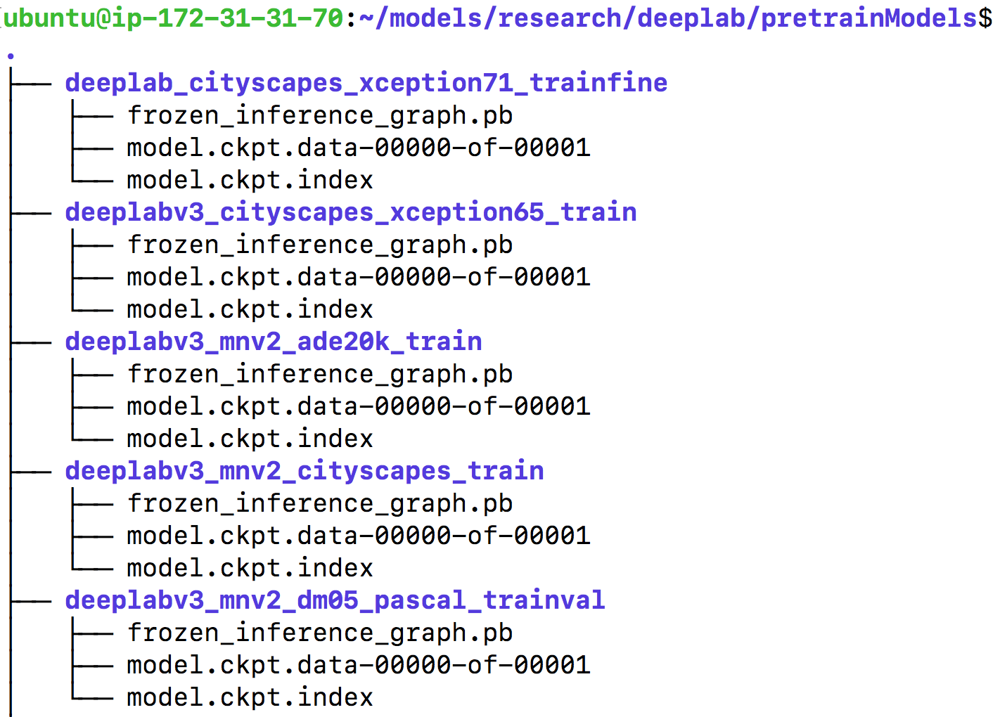 ubuntu@ip-172-31-31-70:~/models/research/deeplab/pretrainModels$
.
├── deeplab_cityscapes_xception71_trainfine
│   ├── frozen_inference_graph.pb
│   ├── model.ckpt.data-00000-of-00001
│   └── model.ckpt.index
├── deeplabv3_cityscapes_xception65_train
│   ├── frozen_inference_graph.pb
│   ├── model.ckpt.data-00000-of-00001
│   └── model.ckpt.index
├── deeplabv3_mnv2_ade20k_train
│   ├── frozen_inference_graph.pb
│   ├── model.ckpt.data-00000-of-00001
│   └── model.ckpt.index
├── deeplabv3_mnv2_cityscapes_train
│   ├── frozen_inference_graph.pb
│   ├── model.ckpt.data-00000-of-00001
│   └── model.ckpt.index
├── deeplabv3_mnv2_dm05_pascal_trainval
│   ├── frozen_inference_graph.pb
│   ├── model.ckpt.data-00000-of-00001
│   └── model.ckpt.index